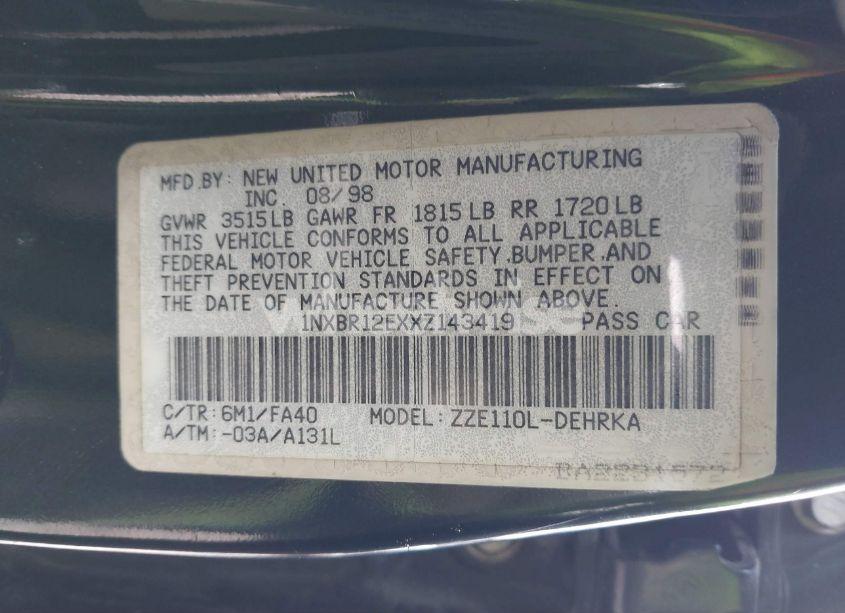 MFD.BY: NEW UNITED MOTOR MANUFACTURING
INC. 08/98
GVWR 3515LB GAWR FR 1815LB RR 1720LB
THIS VEHICLE CONFORMS TO ALL APPLICABLE
FEDERAL MOTOR VEHICLE SAFETY,BUMPER,AND
THEFT PREVENTION STANDARDS IN EFFECT ON
THE DATE OF MANUFACTURE SHOWN ABOVE.
1NXBR12EXXZ143419 PASS CAR
C/TR: 6M1/FA40 MODEL: ZZE110L-DEHRKA
A/TM: -03A/A131L